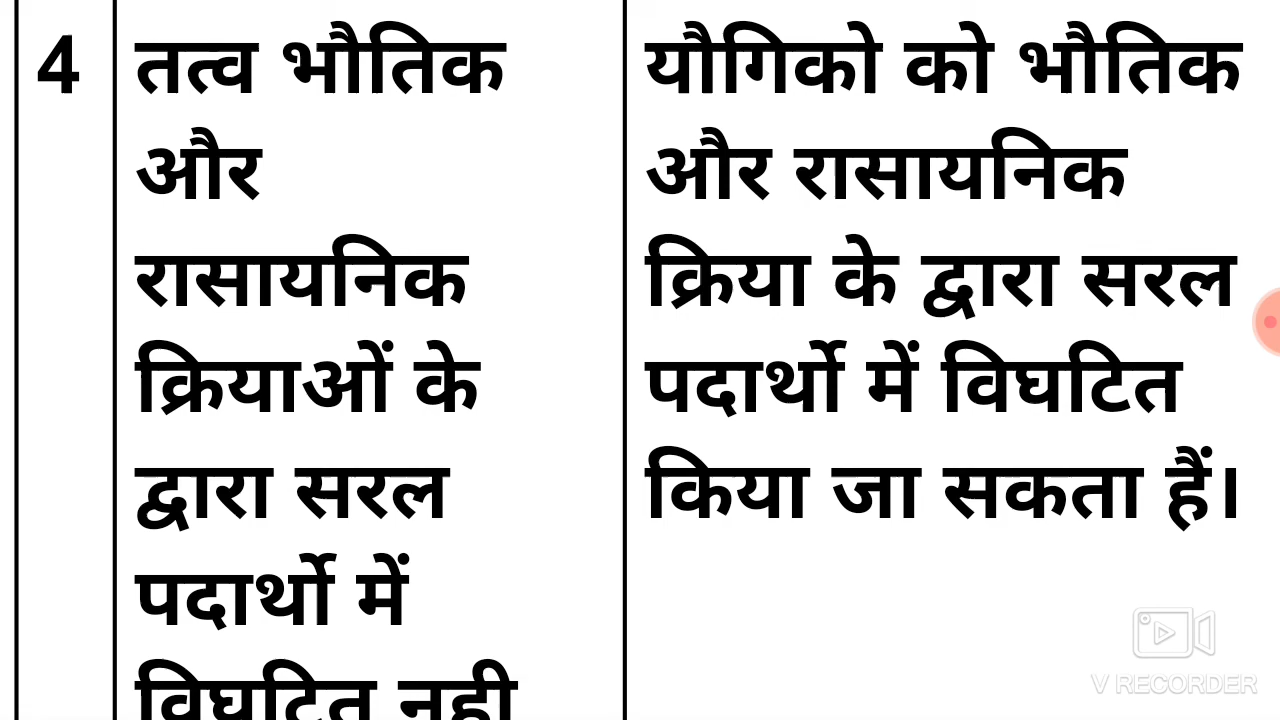 4
तत्व भौतिक
और
रासायनिक
क्रियाओं के
द्वारा सरल
पदार्थो में
विघटित नही
यौगिको को भौतिक
और रासायनिक
क्रिया के द्वारा सरल
पदार्थो में विघटित
किया जा सकता हैं।
V RECORDER